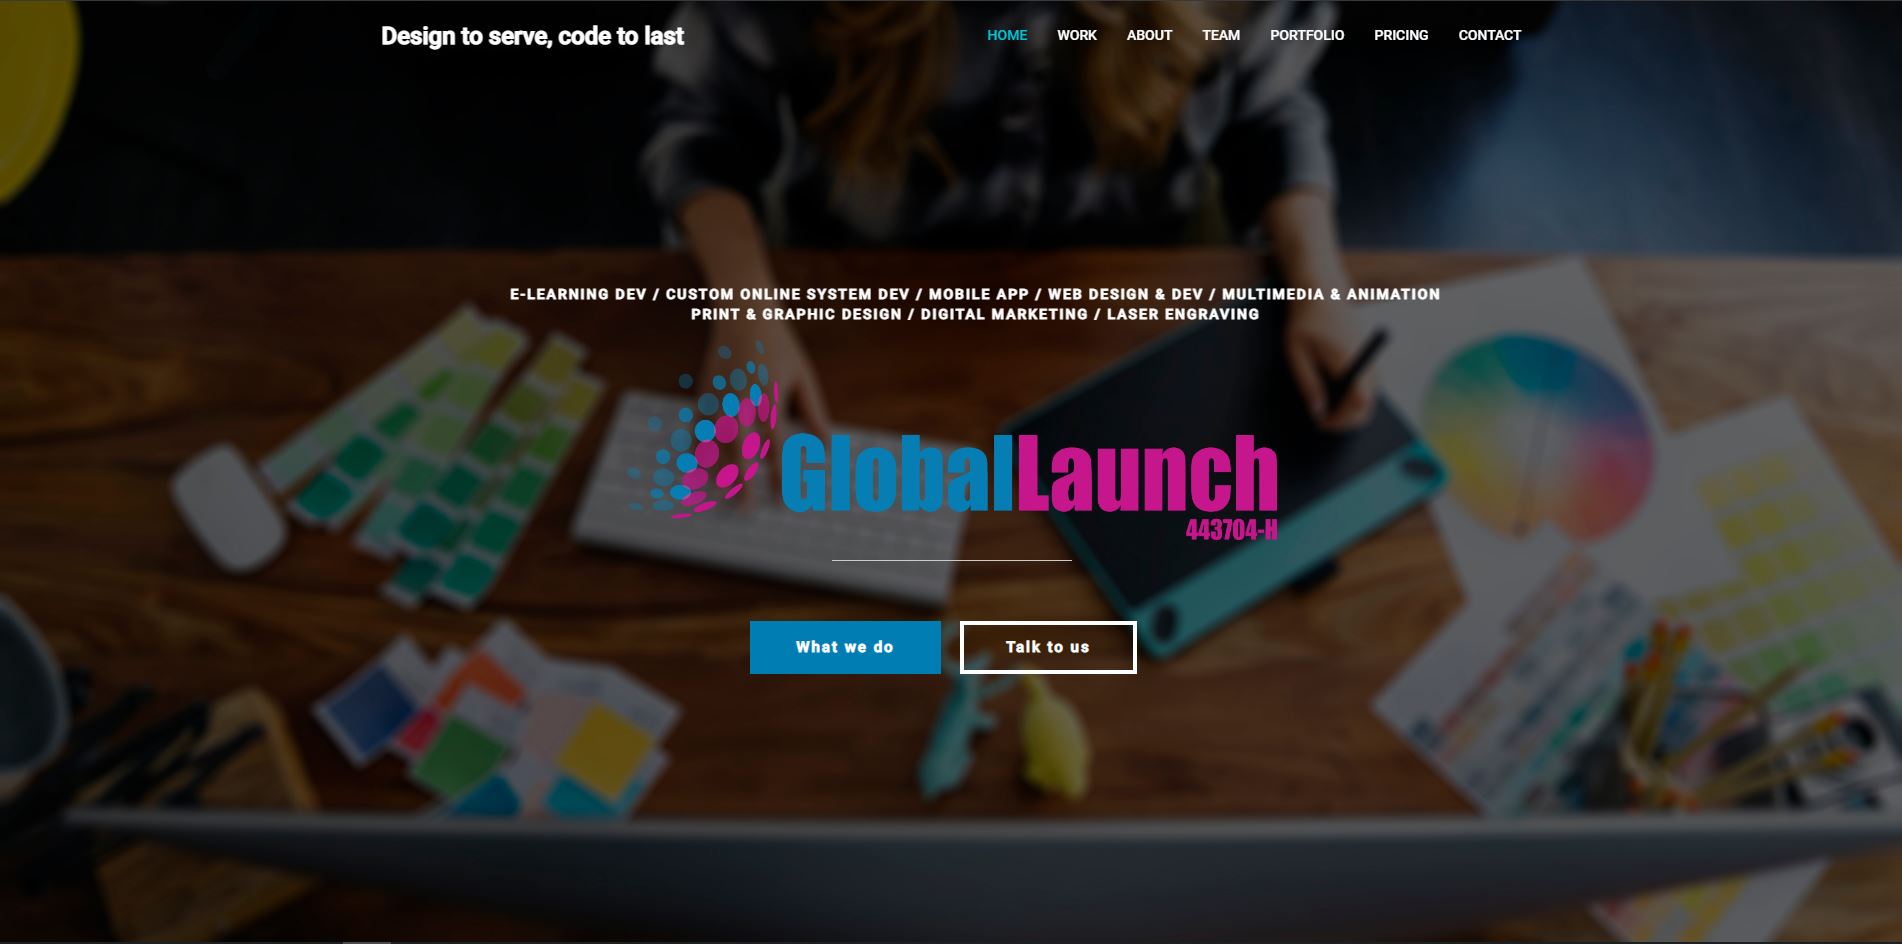 Design to serve, code to last
HOME WORK ABOUT TEAM PORTFOLIO PRICING CONTACT
E-LEARNING DEV / CUSTOM ONLINE SYSTEM DEV / MOBILE APP / WEB DESIGN & DEV / MULTIMEDIA & ANIMATION
PRINT & GRAPHIC DESIGN / DIGITAL MARKETING / LASER ENGRAVING
GlobalLaunch
443704-H
What we do
Talk to us